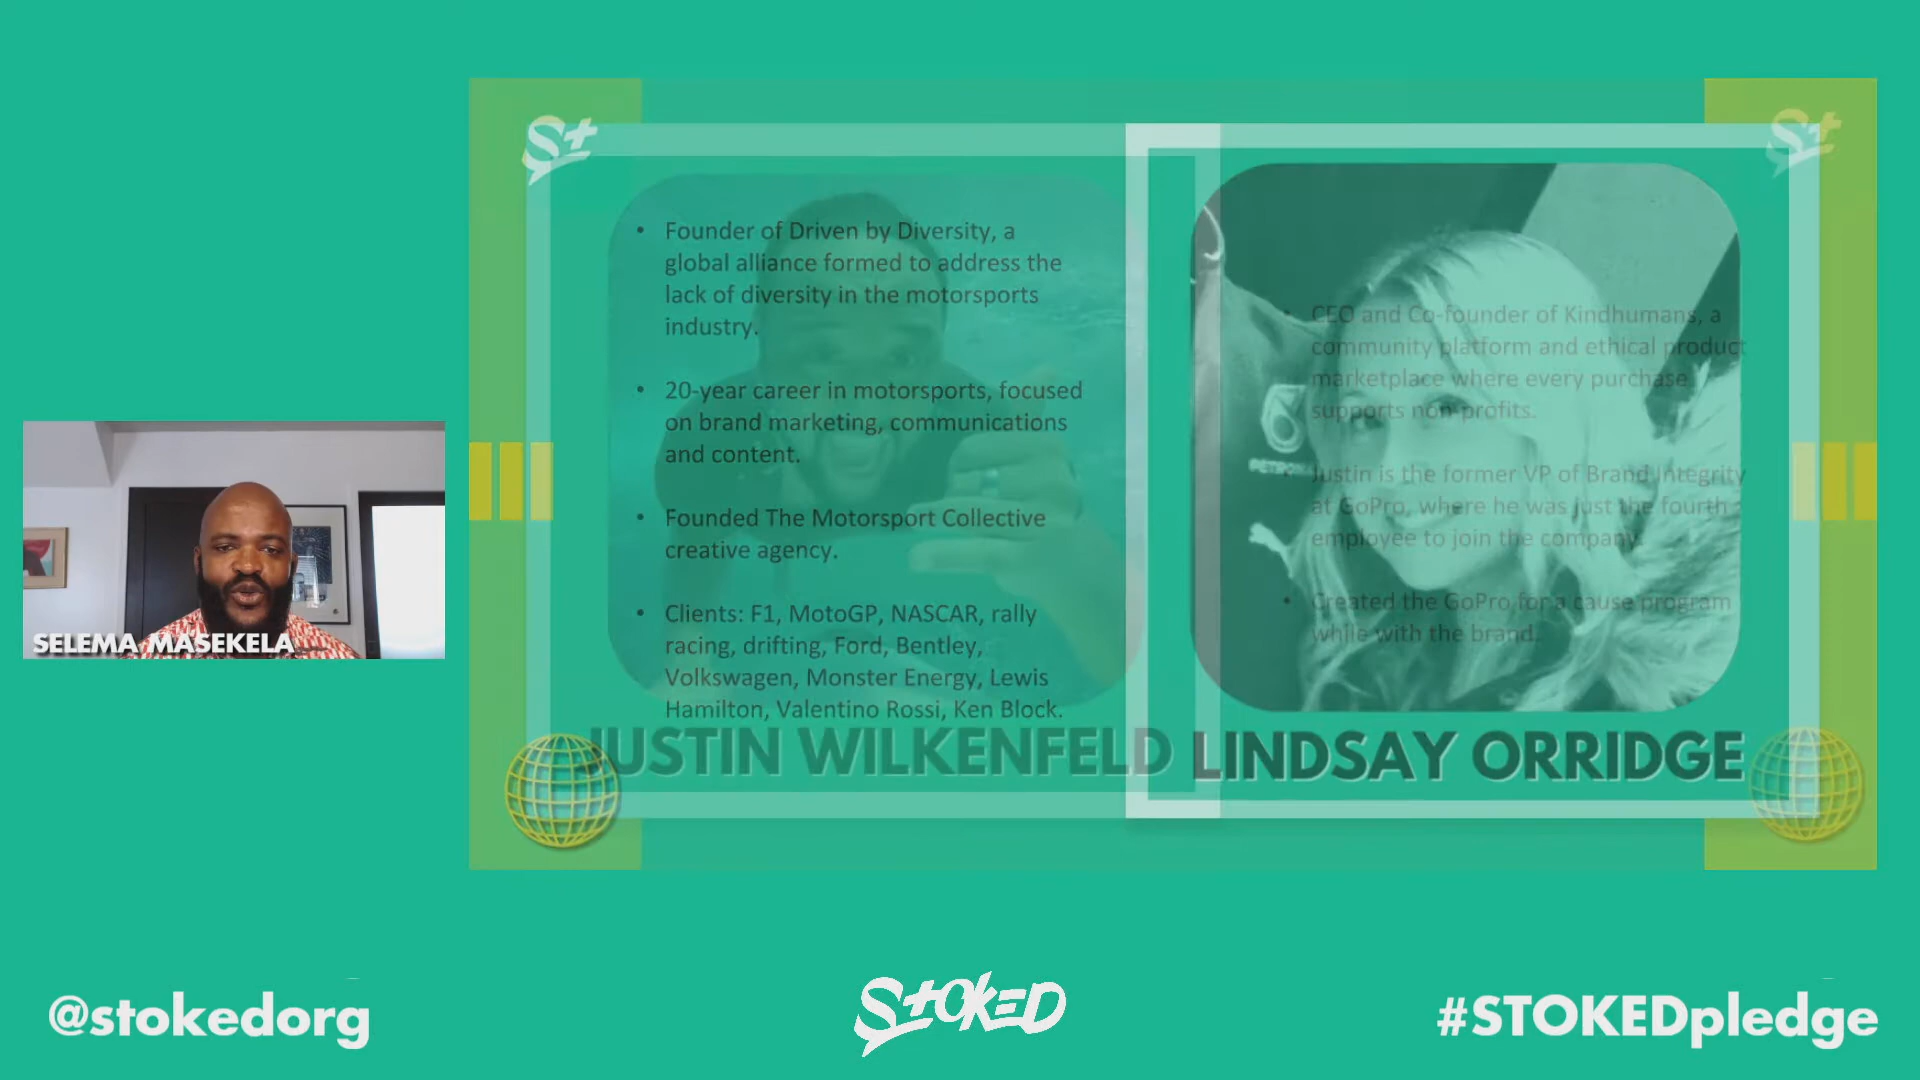 S+
S+
• Founder of Driven by Diversity, a
global alliance formed to address the
lack of diversity in the motorsports
industry.
• 20-year career in motorsports, focused
on brand marketing, communications
and content.
• Founded The Motorsport Collective
creative agency.
• Clients: F1, MotoGP, NASCAR, rally
racing, drifting, Ford, Bentley,
Volkswagen, Monster Energy, Lewis
Hamilton, Valentino Rossi, Ken Block.
• CEO and Co-founder of Kindhumans, a
community platform and ethical product
marketplace where every purchase
supports non-profits.
• Justin is the former VP of Brand Integrity
at GoPro, where he was just the fourth
employee to join the company.
• Created the GoPro for a cause program
while with the brand.
JUSTIN WILKENFELD
LINDSAY ORRIDGE
SELEMA MASEKELA
@stokedorg
STOKED
#STOKEDpledge